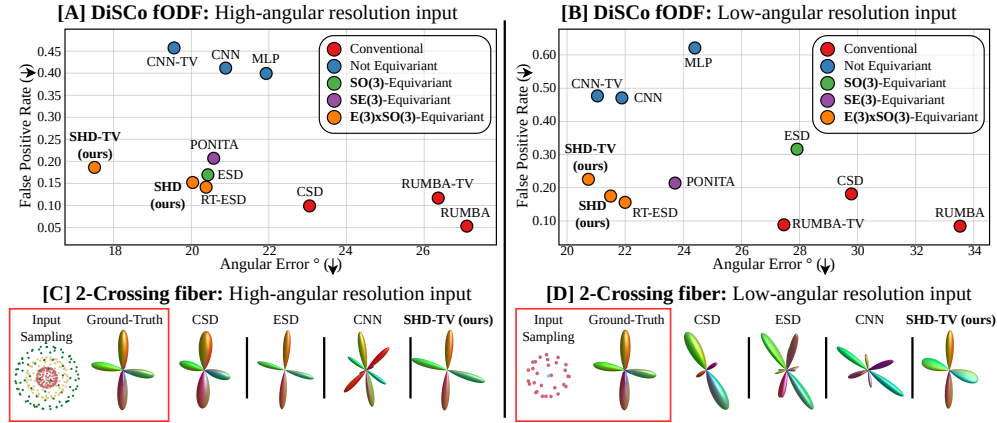 [A] DiSCo fODF: High-angular resolution input
False Positive Rate (↓)
0.45
0.40
0.35
0.30
0.25
0.20
0.15
0.10
0.05
CNN-TV
CNN
MLP
Conventional
Not Equivariant
SO(3)-Equivariant
SE(3)-Equivariant
E(3)xSO(3)-Equivariant
SHD-TV
(ours)
PONITA
ESD
SHD
(ours)
RT-ESD
CSD
RUMBA-TV
RUMBA
18
20
22
24
26
Angular Error ° (↓)
[B] DiSCo fODF: Low-angular resolution input
False Positive Rate (↓)
0.60
0.50
0.40
0.30
0.20
0.10
MLP
CNN-TV
CNN
Conventional
Not Equivariant
SO(3)-Equivariant
SE(3)-Equivariant
E(3)xSO(3)-Equivariant
ESD
SHD-TV
(ours)
PONITA
CSD
SHD
(ours)
RT-ESD
RUMBA-TV
RUMBA
20
22
24
26
28
30
32
34
Angular Error ° (↓)
[C] 2-Crossing fiber: High-angular resolution input
Input
Sampling
Ground-Truth
CSD
ESD
CNN
SHD-TV (ours)
[D] 2-Crossing fiber: Low-angular resolution input
Input
Sampling
Ground-Truth
CSD
ESD
CNN
SHD-TV (ours)